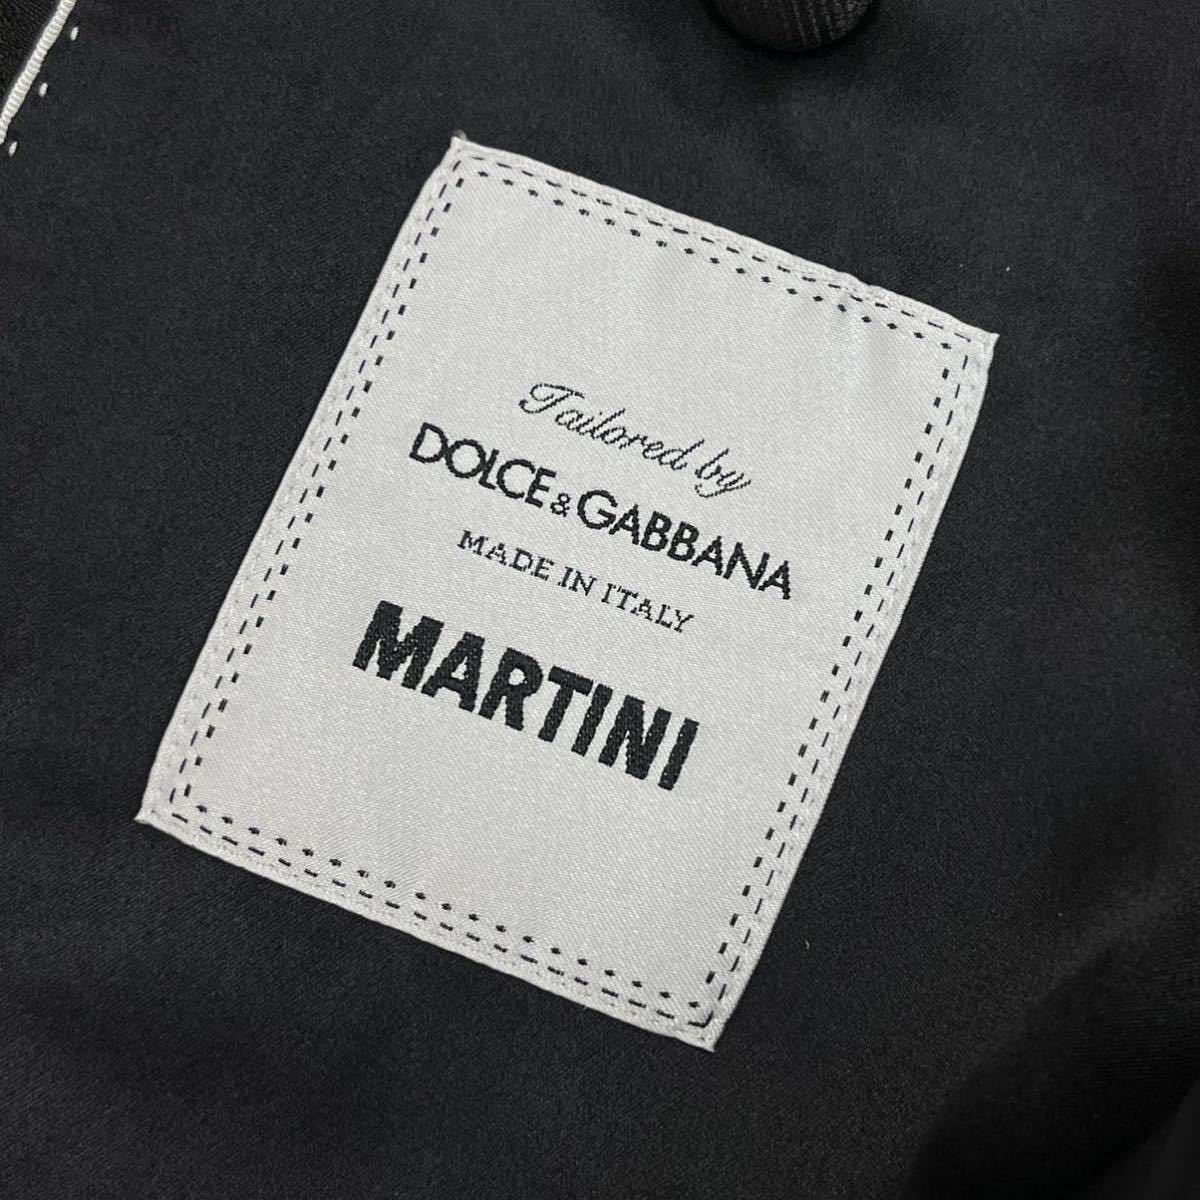 Tailored by
DOLCE & GABBANA
MADE IN ITALY
MARTINI